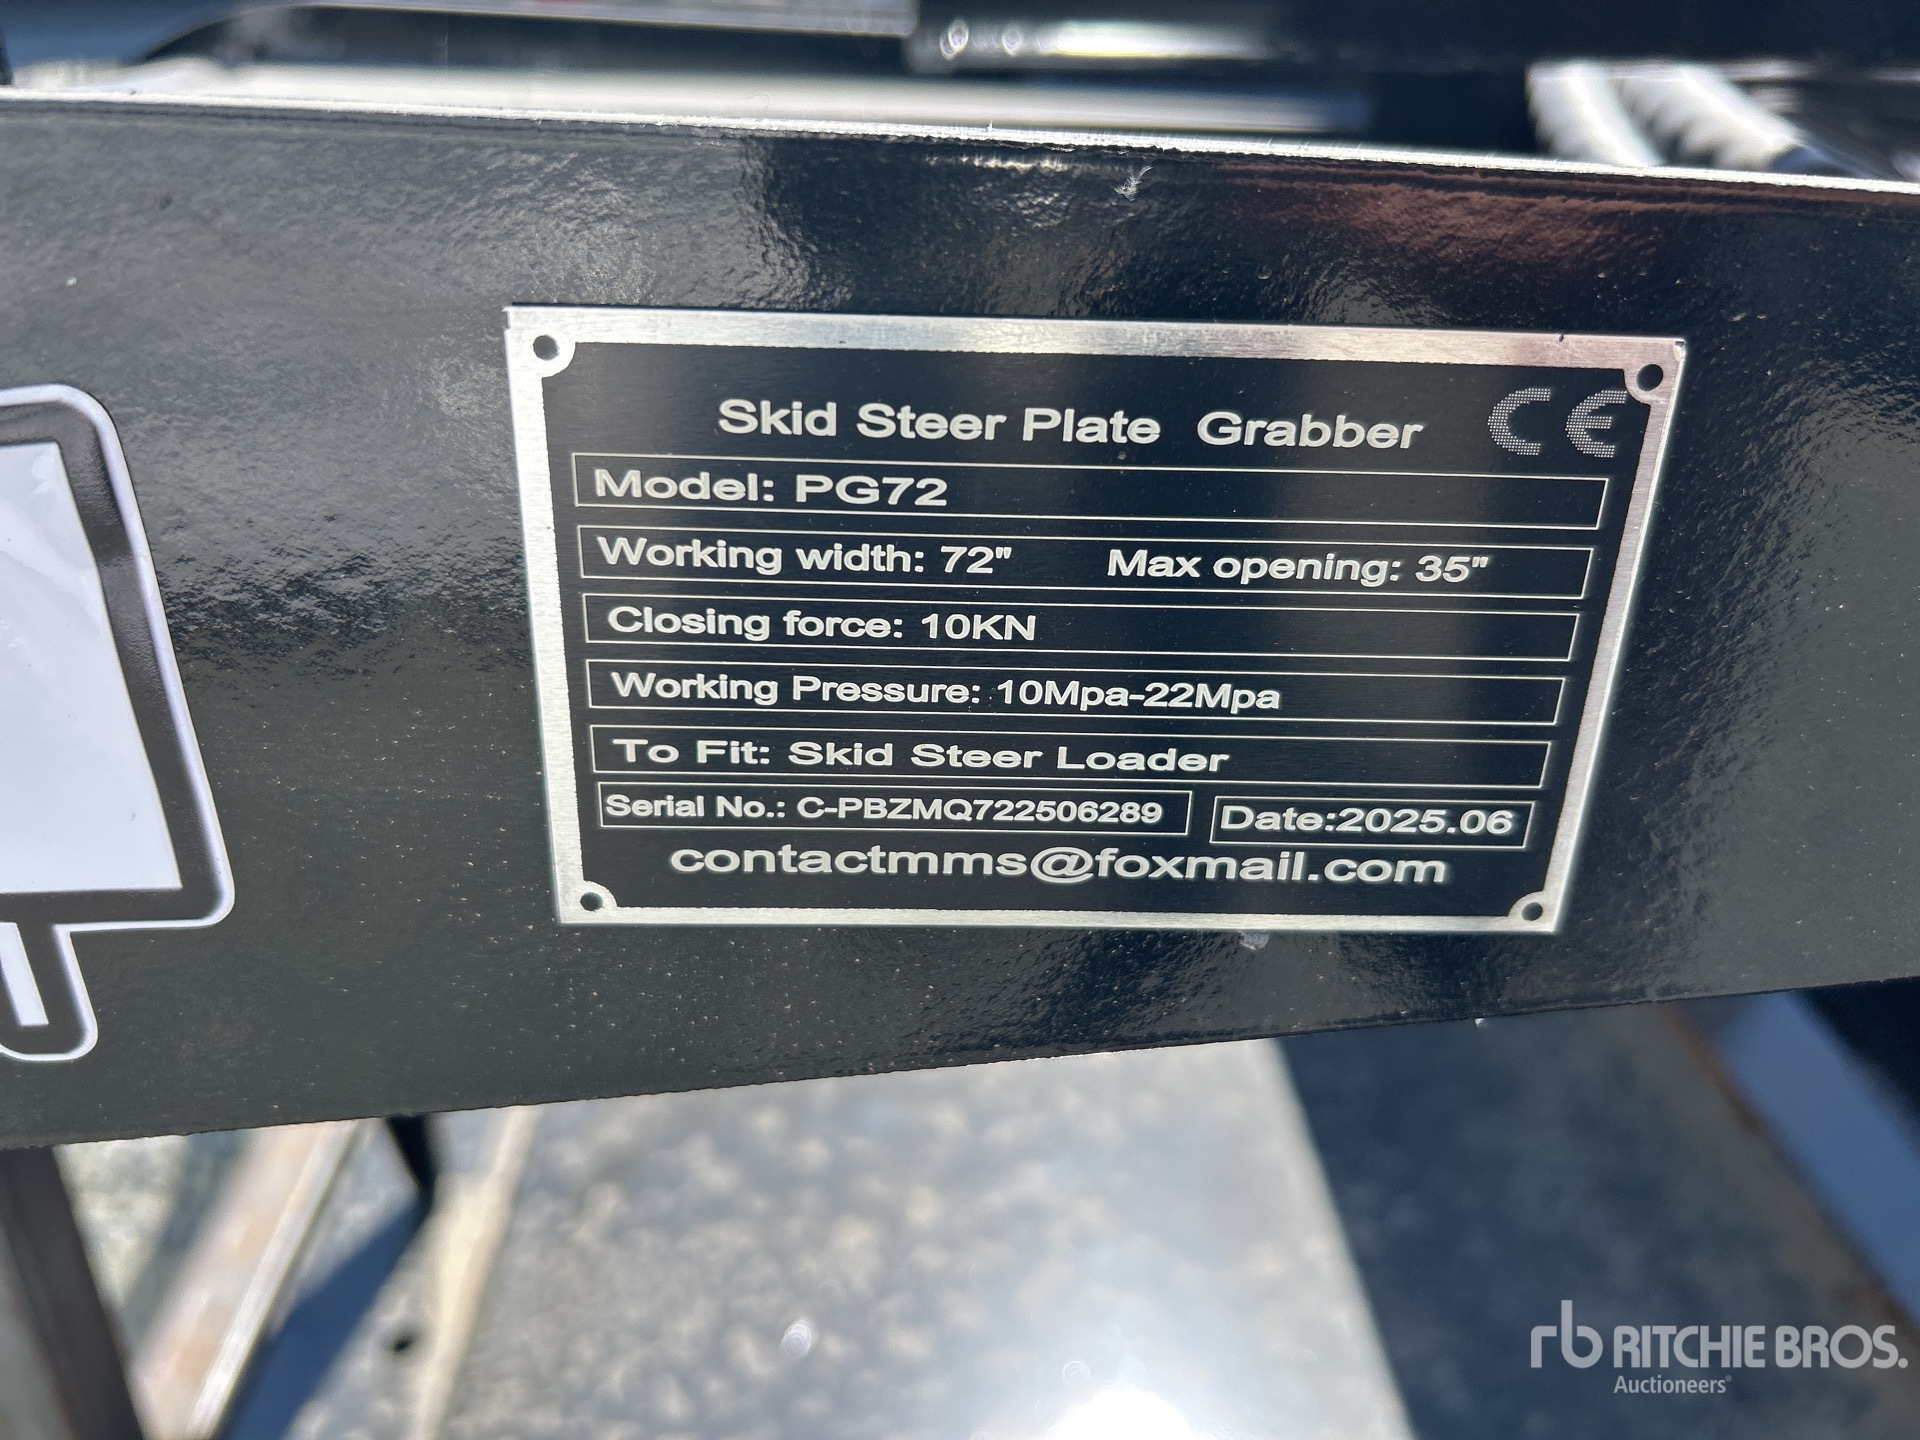 Skid Steer Plate Grabber
CE
Model: PG72
Working width: 72" Max opening: 35"
Closing force: 10KN
Working Pressure: 10Mpa-22Mpa
To Fit: Skid Steer Loader
Serial No.: C-PBZMQ722506289 Date:2025.06
contactmms@foxmail.com
rb RITCHIE BROS.
Auctioneers